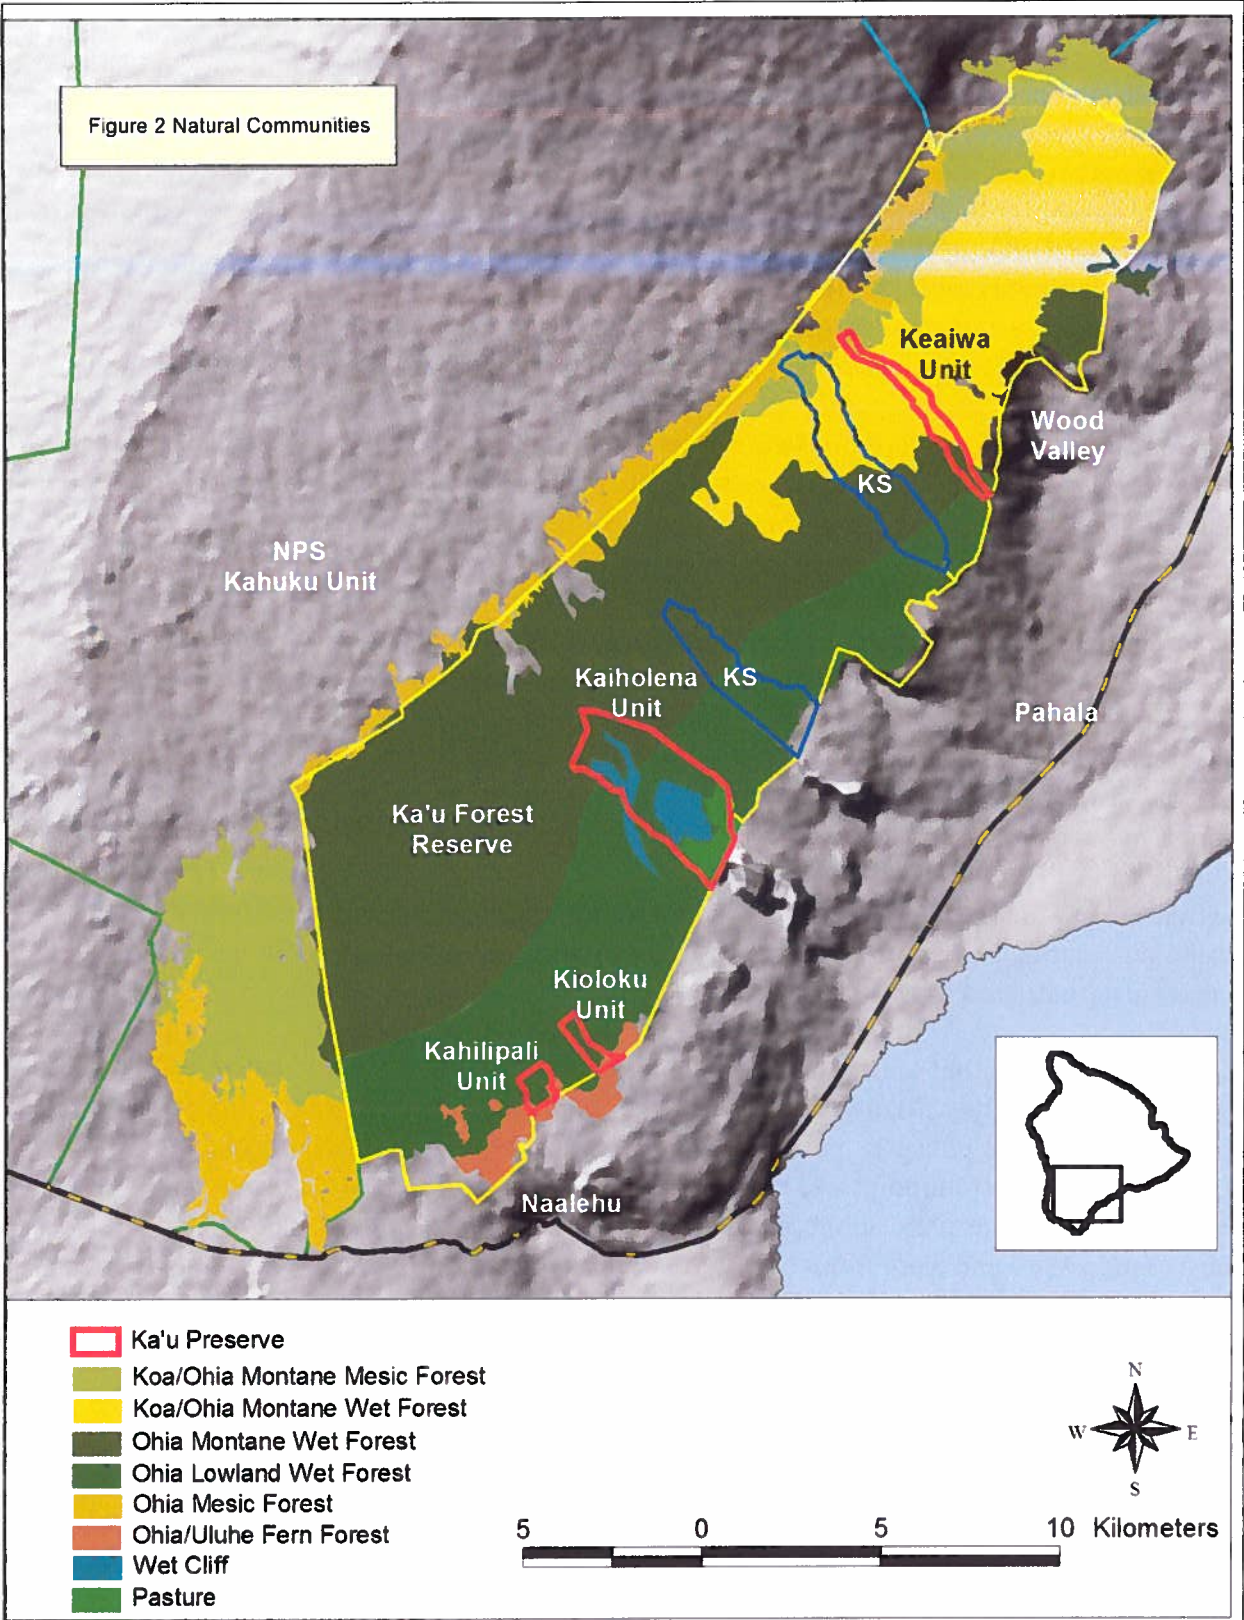 Figure 2 Natural Communities
Keaiwa
Unit
Wood
Valley
KS
NPS
Kahuku Unit
Kaiholena
Unit
KS
Pahala
Ka'u Forest
Reserve
Kioloku
Unit
Kahilipali
Unit
Naalehu
Ka'u Preserve
Koa/Ohia Montane Mesic Forest
Koa/Ohia Montane Wet Forest
Ohia Montane Wet Forest
Ohia Lowland Wet Forest
Ohia Mesic Forest
Ohia/Uluhe Fern Forest
Wet Cliff
Pasture
N
W E
S
5 0 5 10 Kilometers